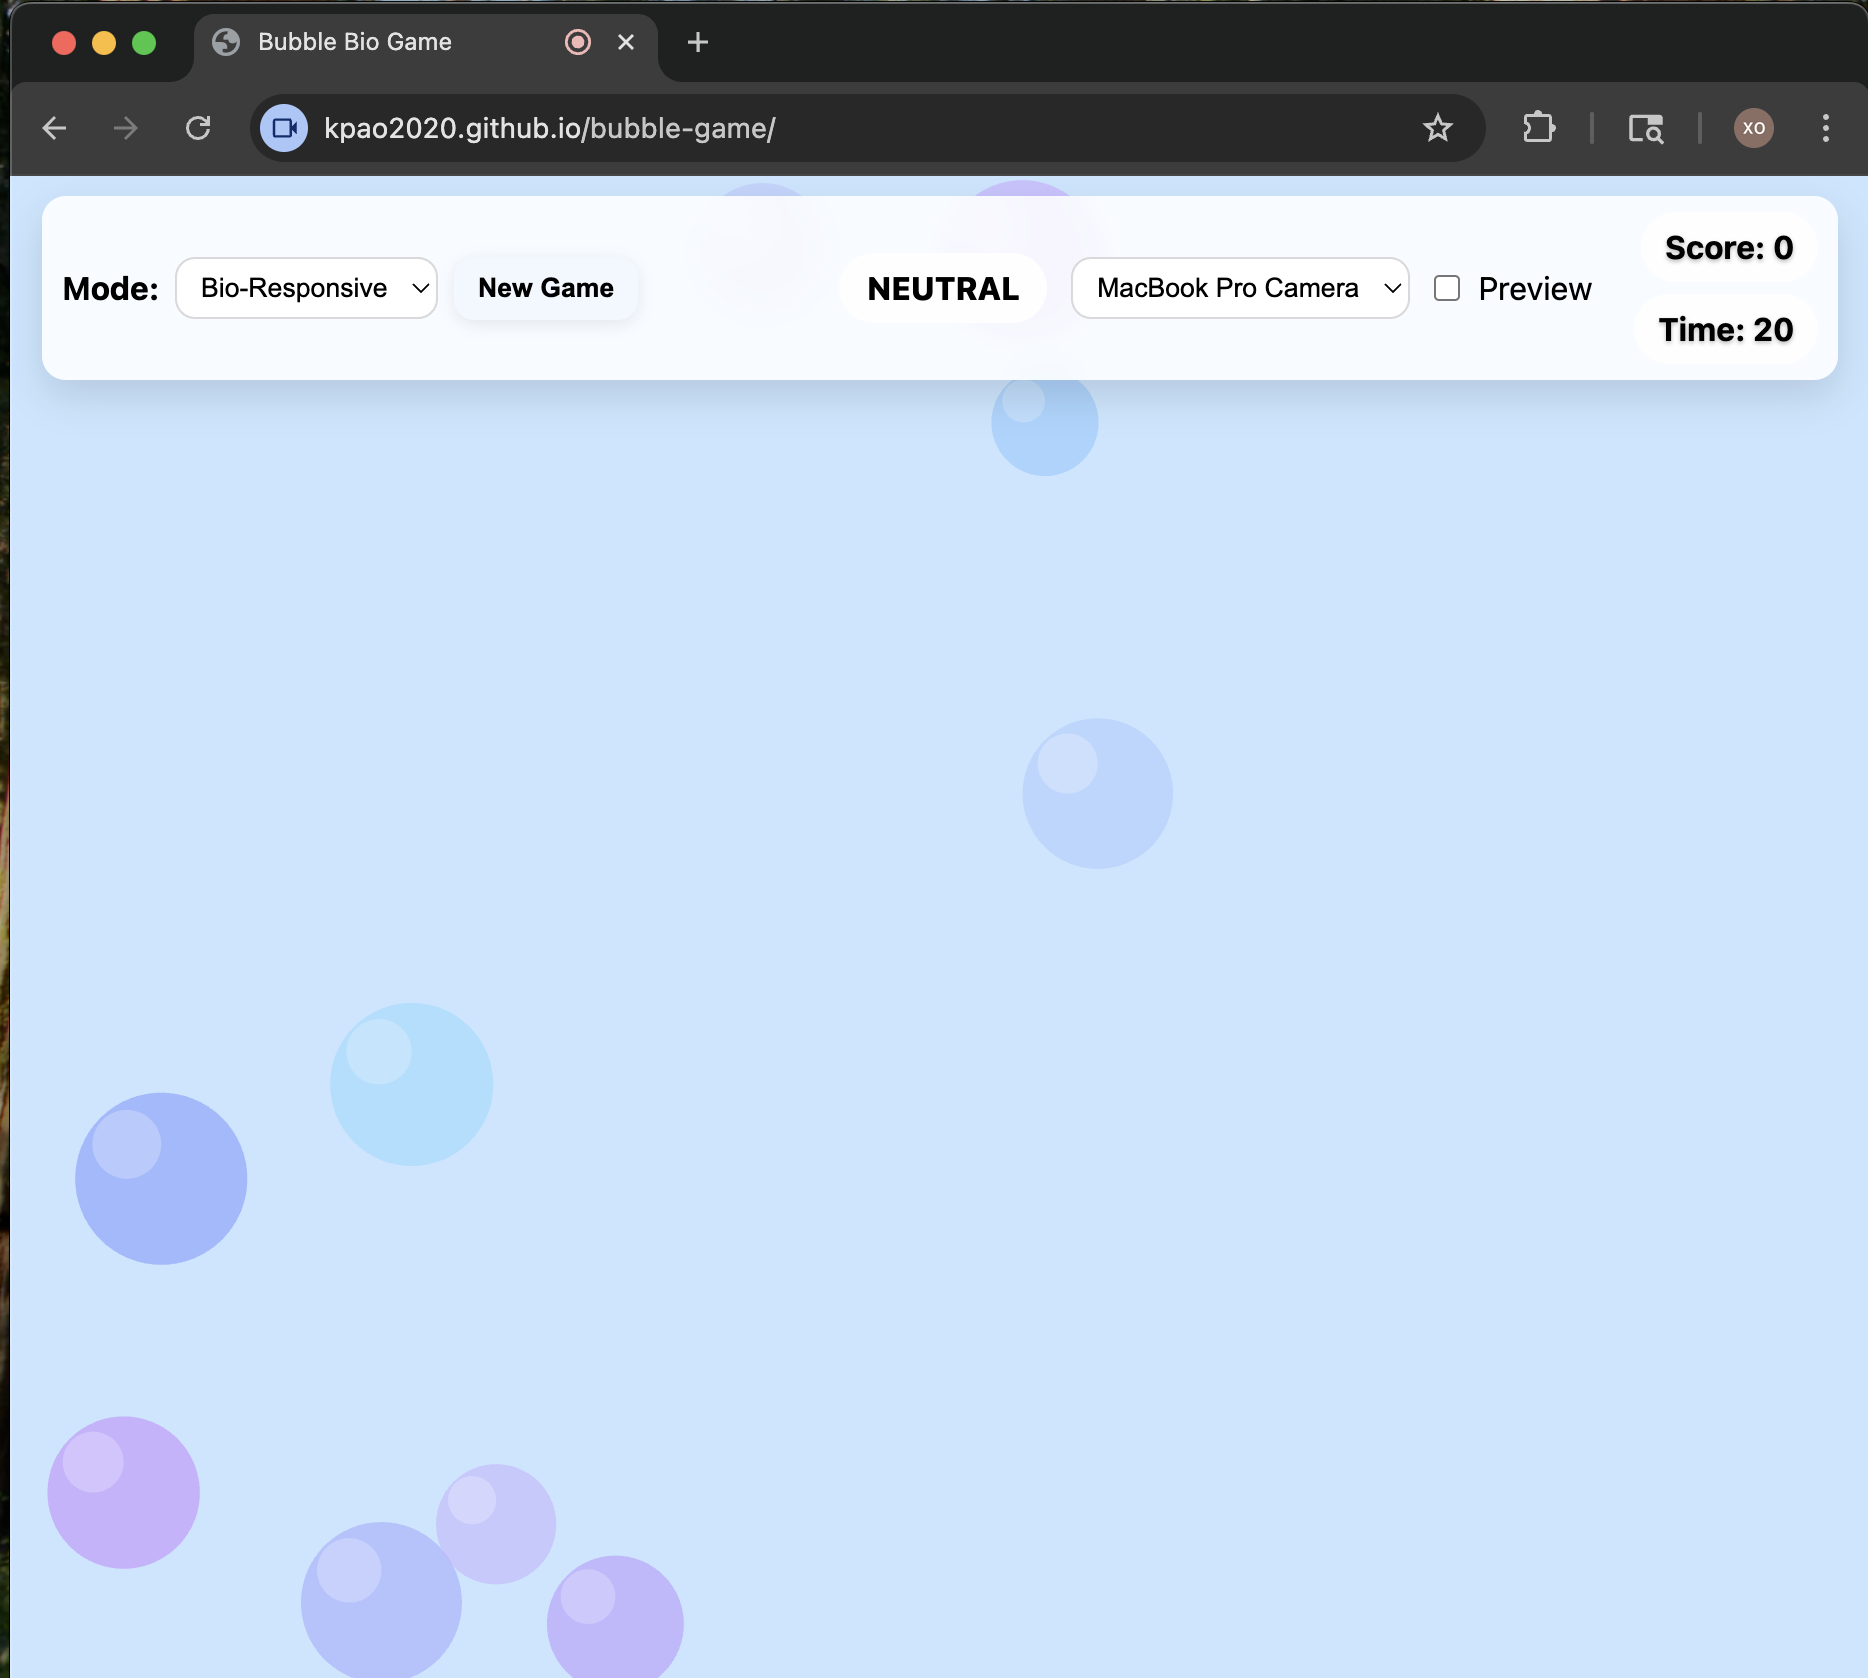 Bubble Bio Game
kpao2020.github.io/bubble-game/
XO
Mode: Bio-Responsive New Game NEUTRAL MacBook Pro Camera Preview
Score: 0
Time: 20